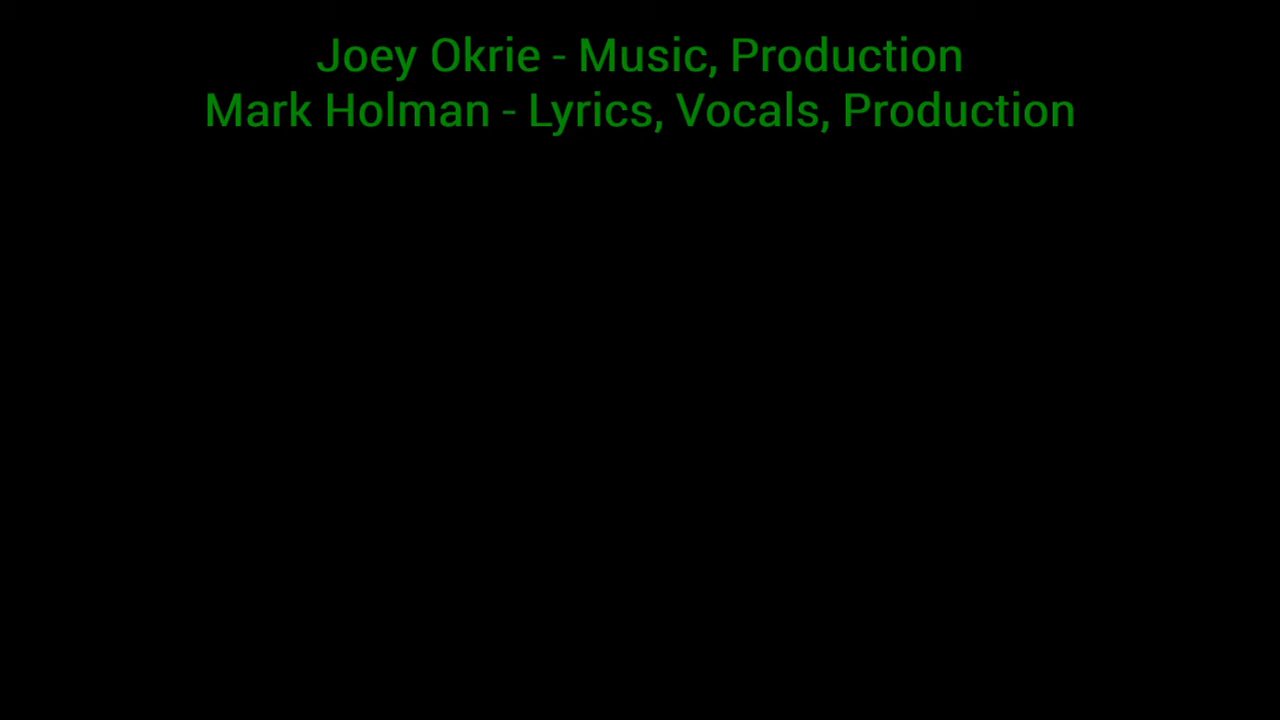 Joey Okrie - Music, Production
Mark Holman - Lyrics, Vocals, Production